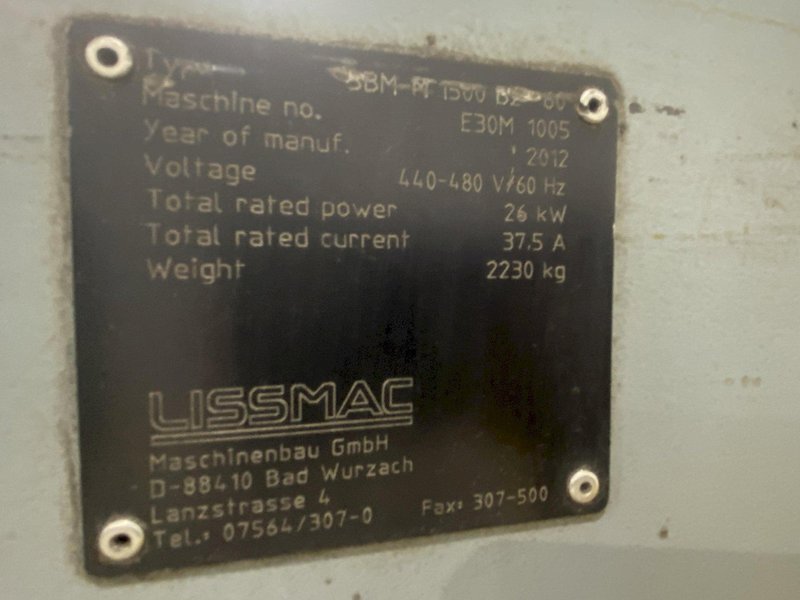 Type 1500
Maschine no. E30M 1005
Year of manuf. 2012
Voltage 440-480 V/60 Hz
Total rated power 26 kW
Total rated current 37.5 A
Weight 2230 kg
LISSMAC
Maschinenbau GmbH
D-88410 Bad Wurzach
Lanzstrasse 4
Tel.: 07564/307-0 Fax: 307-500